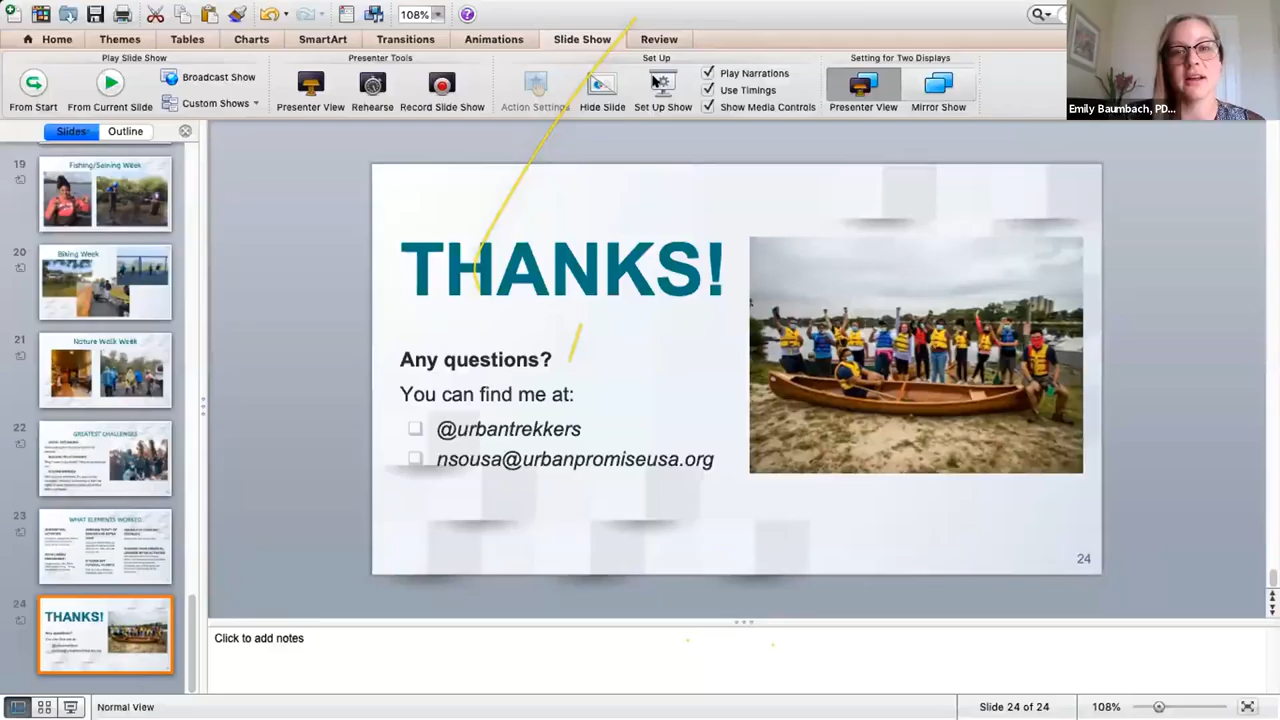 108%
Home Themes Tables Charts SmartArt Transitions Animations Slide Show Review
Play Slide Show Presenter Tools Set Up Setting for Two Displays
From Start From Current Slide Broadcast Show Custom Shows
Presenter View Rehearse Record Slide Show
Action Settings Hide Slide Set Up Show
Play Narrations
Use Timings
Show Media Controls
Presenter View Mirror Show
Emily Baumbach, PD...
Slides Outline
19
Fishing/Seining Week
20
Biking Week
21
Nature Walk Week
22
GREATEST CHALLENGES
23
WHAT ELEMENTS WORKED
24
THANKS!
Any questions?
THANKS!
Any questions?
You can find me at:
@urbantrekkers
nsousa@urbanpromiseusa.org
24
Click to add notes
Normal View Slide 24 of 24 108%